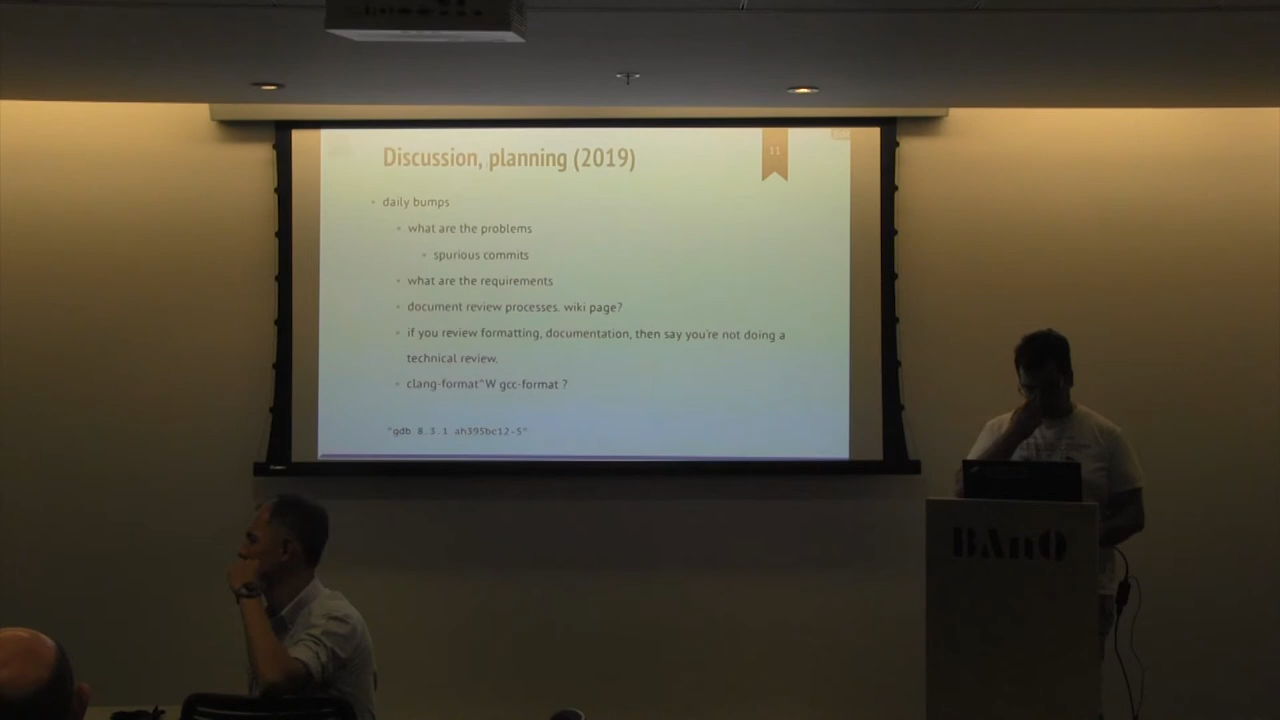 Discussion, planning (2019)
11
daily bumps
what are the problems
spurious commits
what are the requirements
document review processes. wiki page?
if you review formatting, documentation, then say you're not doing a
technical review.
clang-format^W gcc-format ?
"gdb 8.3.1 ah395bc12-5"
BAnQ